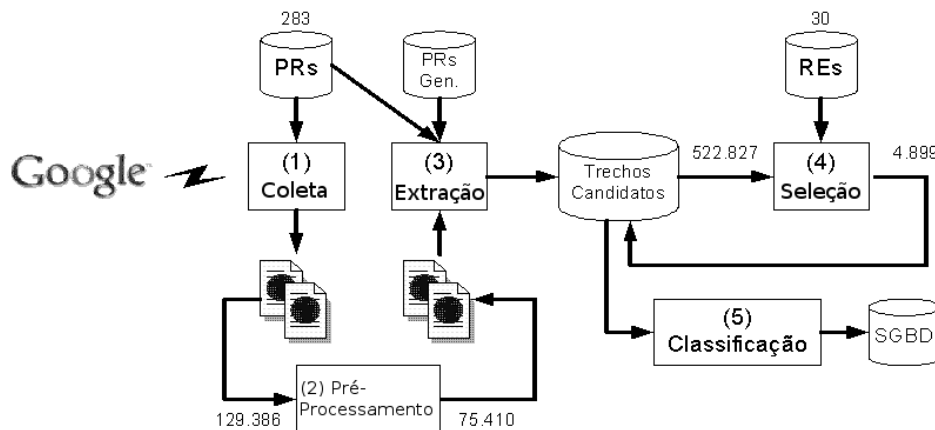 283
30
PRs
PRs
Gen.
REs
Google™
(1)
Coleta
(3)
Extração
Trechos
Candidatos
522.827
(4)
Seleção
4.899
(5)
Classificação
SGBD
(2) Pré-
Processamento
129.386
75.410